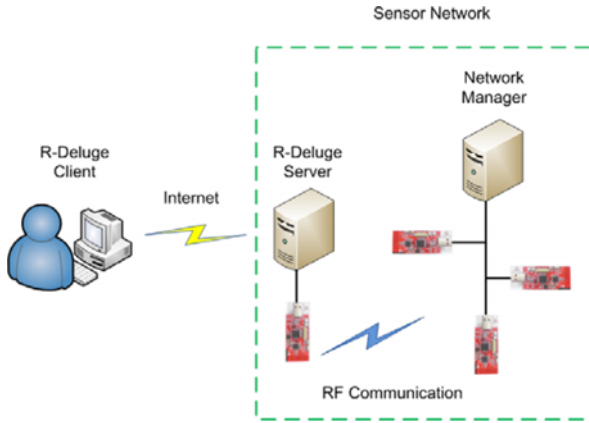 Sensor Network
Network
Manager
R-Deluge
Client
R-Deluge
Server
Internet
RF Communication